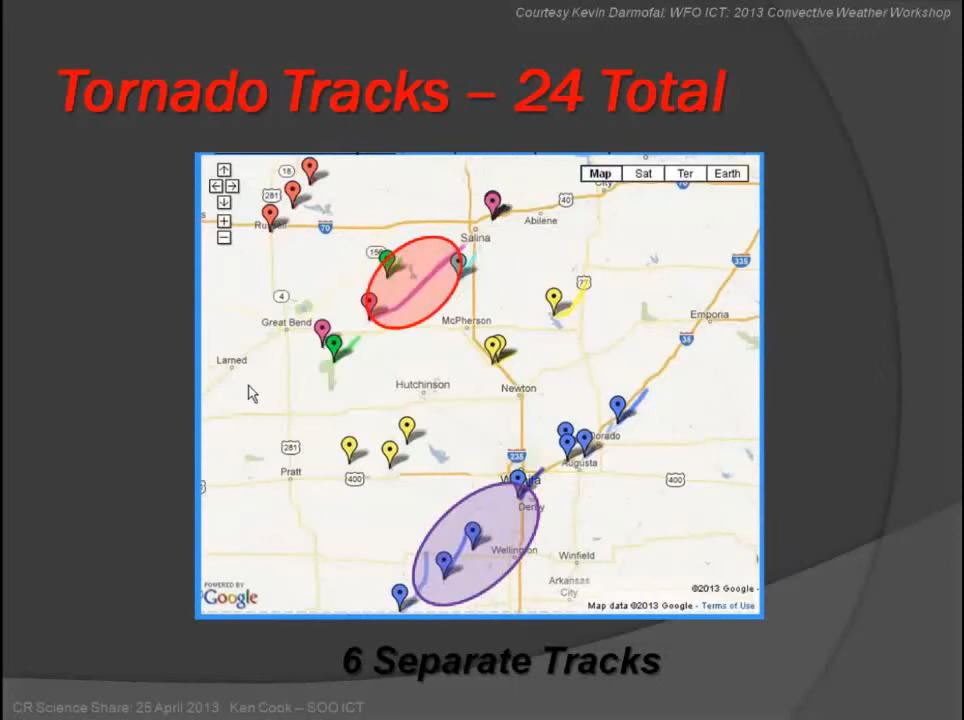 Courtesy Kevin Darmofal: WFO ICT: 2013 Convective Weather Workshop
Tornado Tracks – 24 Total
Map Sat Ter Earth
18
281
40
70
Abilene
Salina
156
77
335
4
Great Bend
McPherson
Emporia
35
Larned
Hutchinson
Newton
281
235
Augusta
Pratt
400
400
Derby
Wellington
Winfield
Arkansas
City
POWERED BY
Google
©2013 Google -
Map data ©2013 Google - Terms of Use
6 Separate Tracks
CR Science Share: 25 April 2013: Ken Cook – SOO ICT